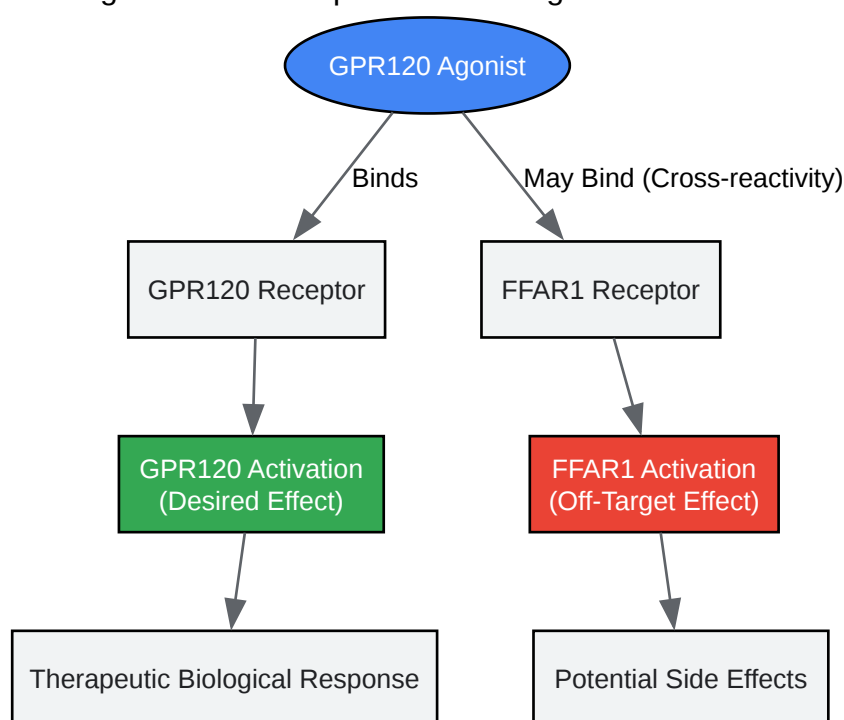 GPR120 Agonist
Binds
May Bind (Cross-reactivity)
GPR120 Receptor
FFAR1 Receptor
GPR120 Activation
(Desired Effect)
FFAR1 Activation
(Off-Target Effect)
Therapeutic Biological Response
Potential Side Effects